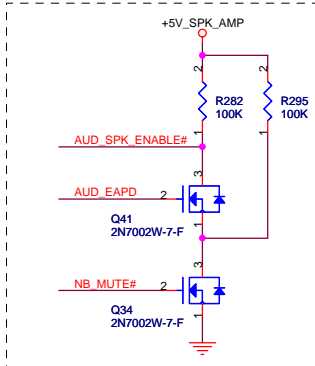 +5V_SPK_AMP
2
2
R282
100K
R295
100K
1
1
AUD_SPK_ENABLE#
3
AUD_EAPD
2
1
Q41
2N7002W-7-F
3
NB_MUTE#
2
1
Q34
2N7002W-7-F